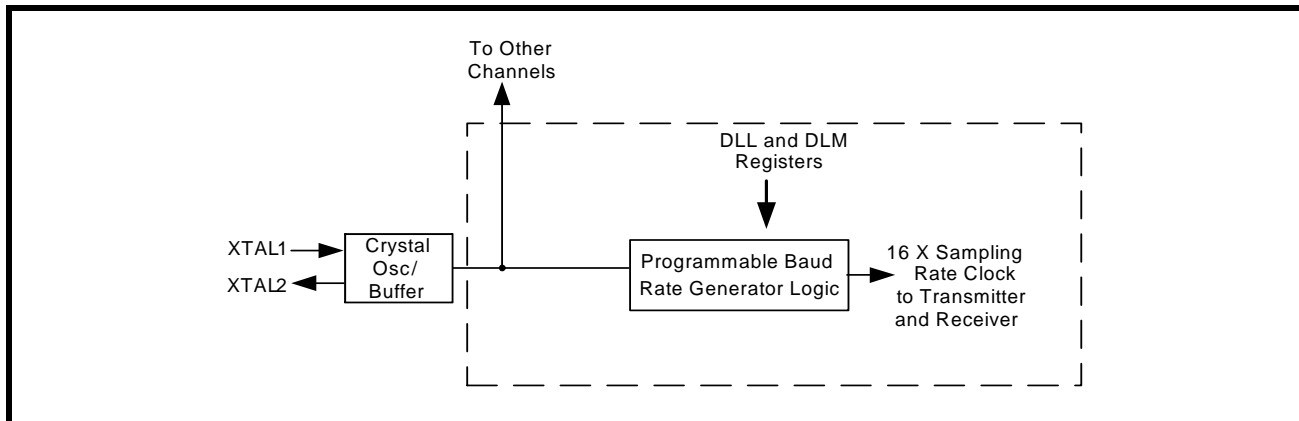 To Other
Channels
DLL and DLM
Registers
XTAL1
XTAL2
Crystal
Osc/
Buffer
Programmable Baud
Rate Generator Logic
16 X Sampling
Rate Clock
to Transmitter
and Receiver